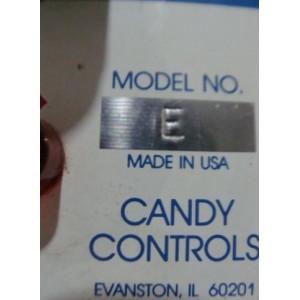 MODEL NO.
E
MADE IN USA
CANDY
CONTROLS
EVANSTON, IL 60201